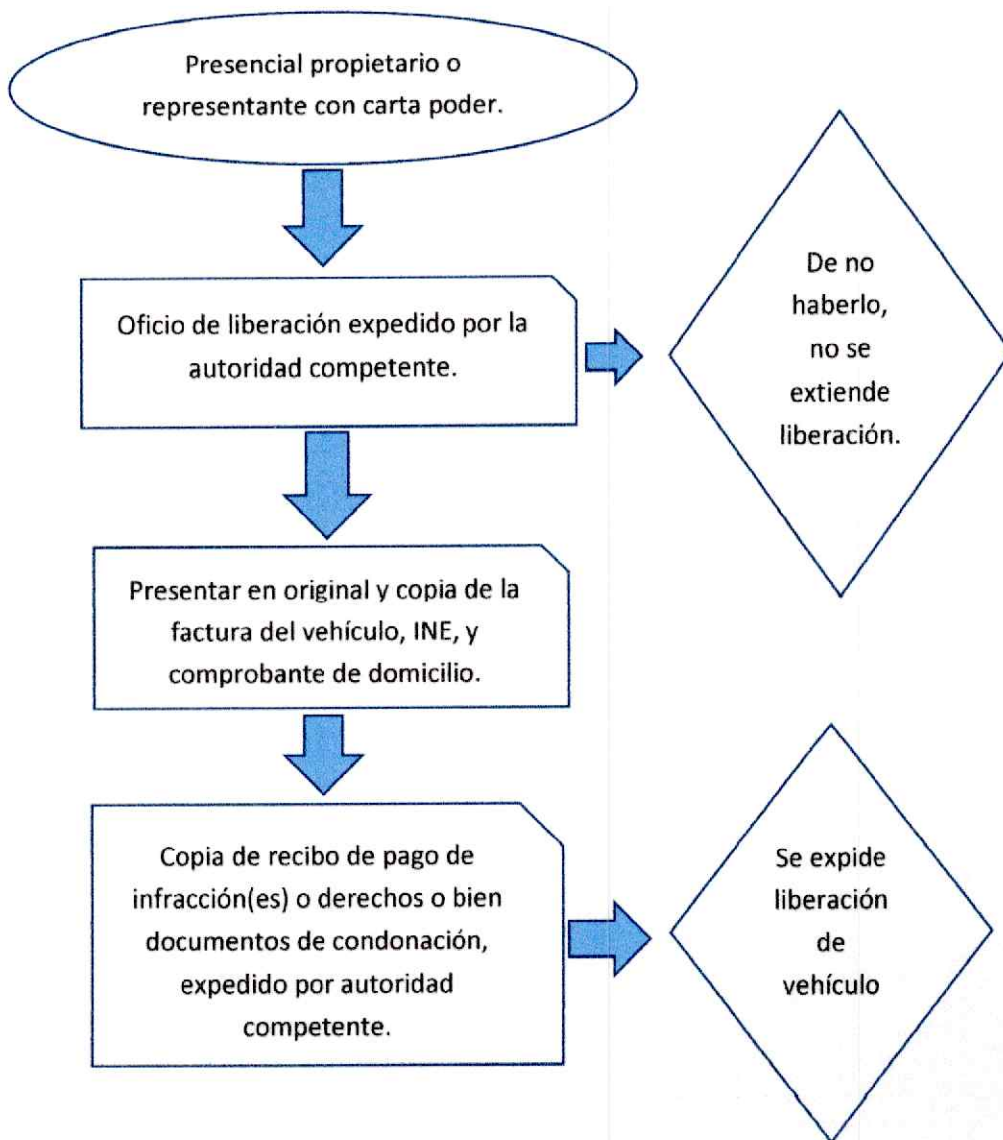 Presencial propietario o
representante con carta poder.
Oficio de liberación expedido por la
autoridad competente.
De no
haberlo,
no se
extiende
liberación.
Presentar en original y copia de la
factura del vehículo, INE, y
comprobante de domicilio.
Copia de recibo de pago de
infracción(es) o derechos o bien
documentos de condonación,
expedido por autoridad
competente.
Se expide
liberación
de
vehículo